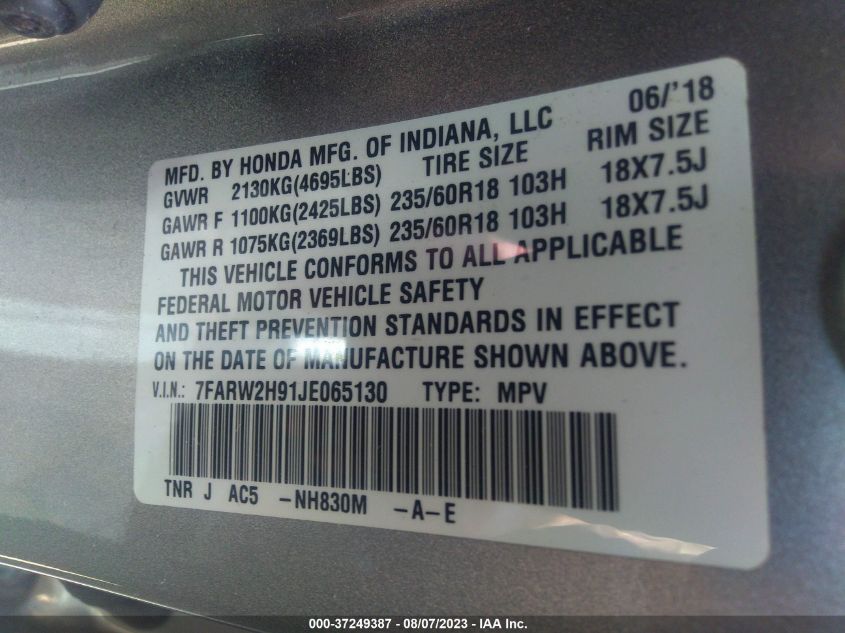 MFD. BY HONDA MFG. OF INDIANA, LLC 06/'18
GVWR 2130KG(4695LBS) TIRE SIZE RIM SIZE
GAWR F 1100KG(2425LBS) 235/60R18 103H 18X7.5J
GAWR R 1075KG(2369LBS) 235/60R18 103H 18X7.5J
THIS VEHICLE CONFORMS TO ALL APPLICABLE
FEDERAL MOTOR VEHICLE SAFETY
AND THEFT PREVENTION STANDARDS IN EFFECT
ON THE DATE OF MANUFACTURE SHOWN ABOVE.
V.I.N.: 7FARW2H91JE065130 TYPE: MPV
TNR J AC5 -NH830M -A-E
000-37249387 - 08/07/2023 - IAA Inc.